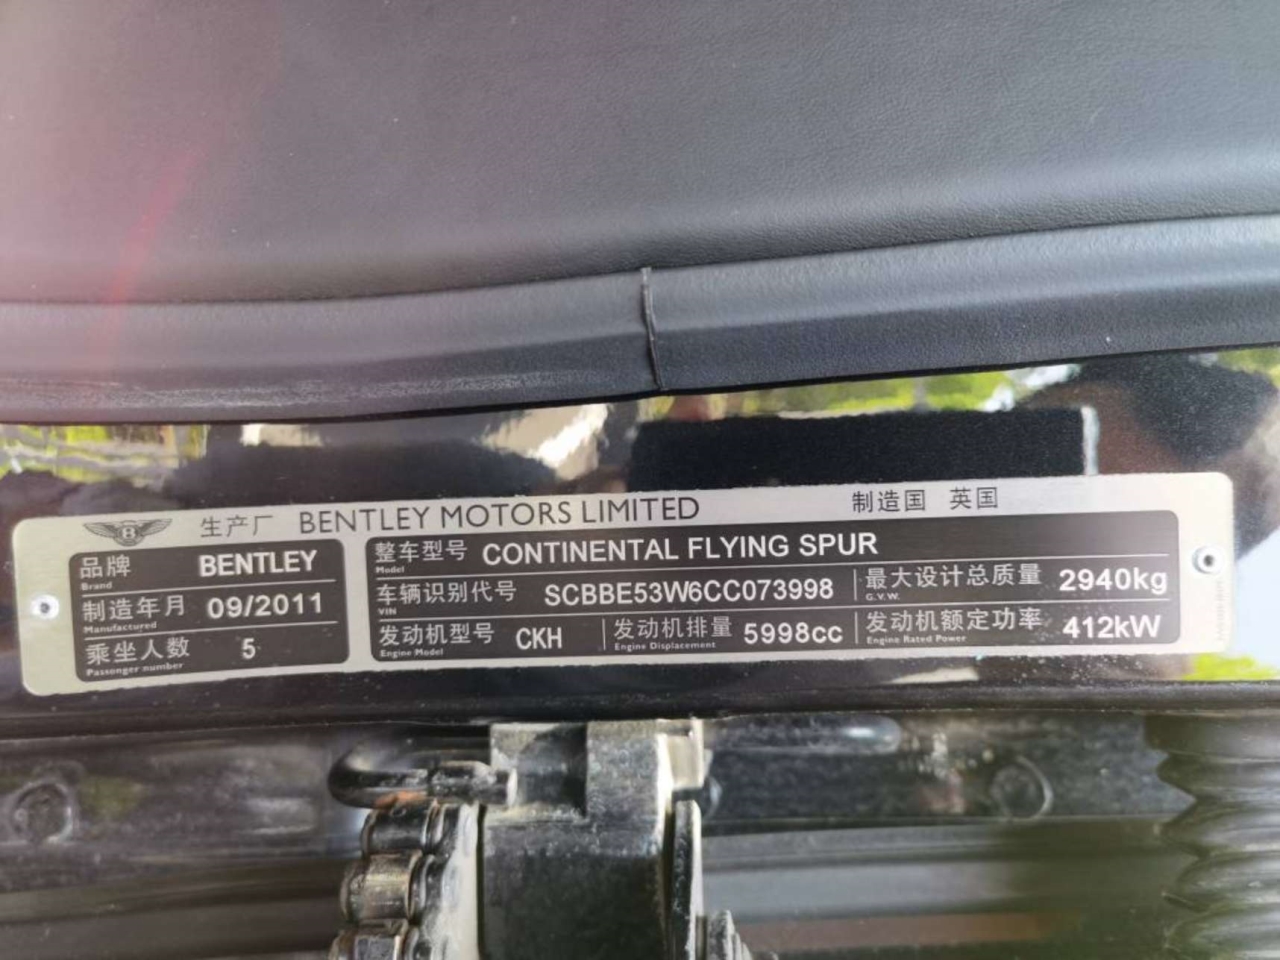 生产厂 BENTLEY MOTORS LIMITED 制造国 英国
品牌 BENTLEY
Brand
制造年月 09/2011
Manufactured
乘坐人数 5
Passenger number
整车型号 CONTINENTAL FLYING SPUR
Model
车辆识别代号 SCBBE53W6CC073998 最大设计总质量 2940kg
VIN G.V.W.
发动机型号 CKH 发动机排量 5998cc 发动机额定功率 412kW
Engine Model Engine Displacement Engine Rated Power